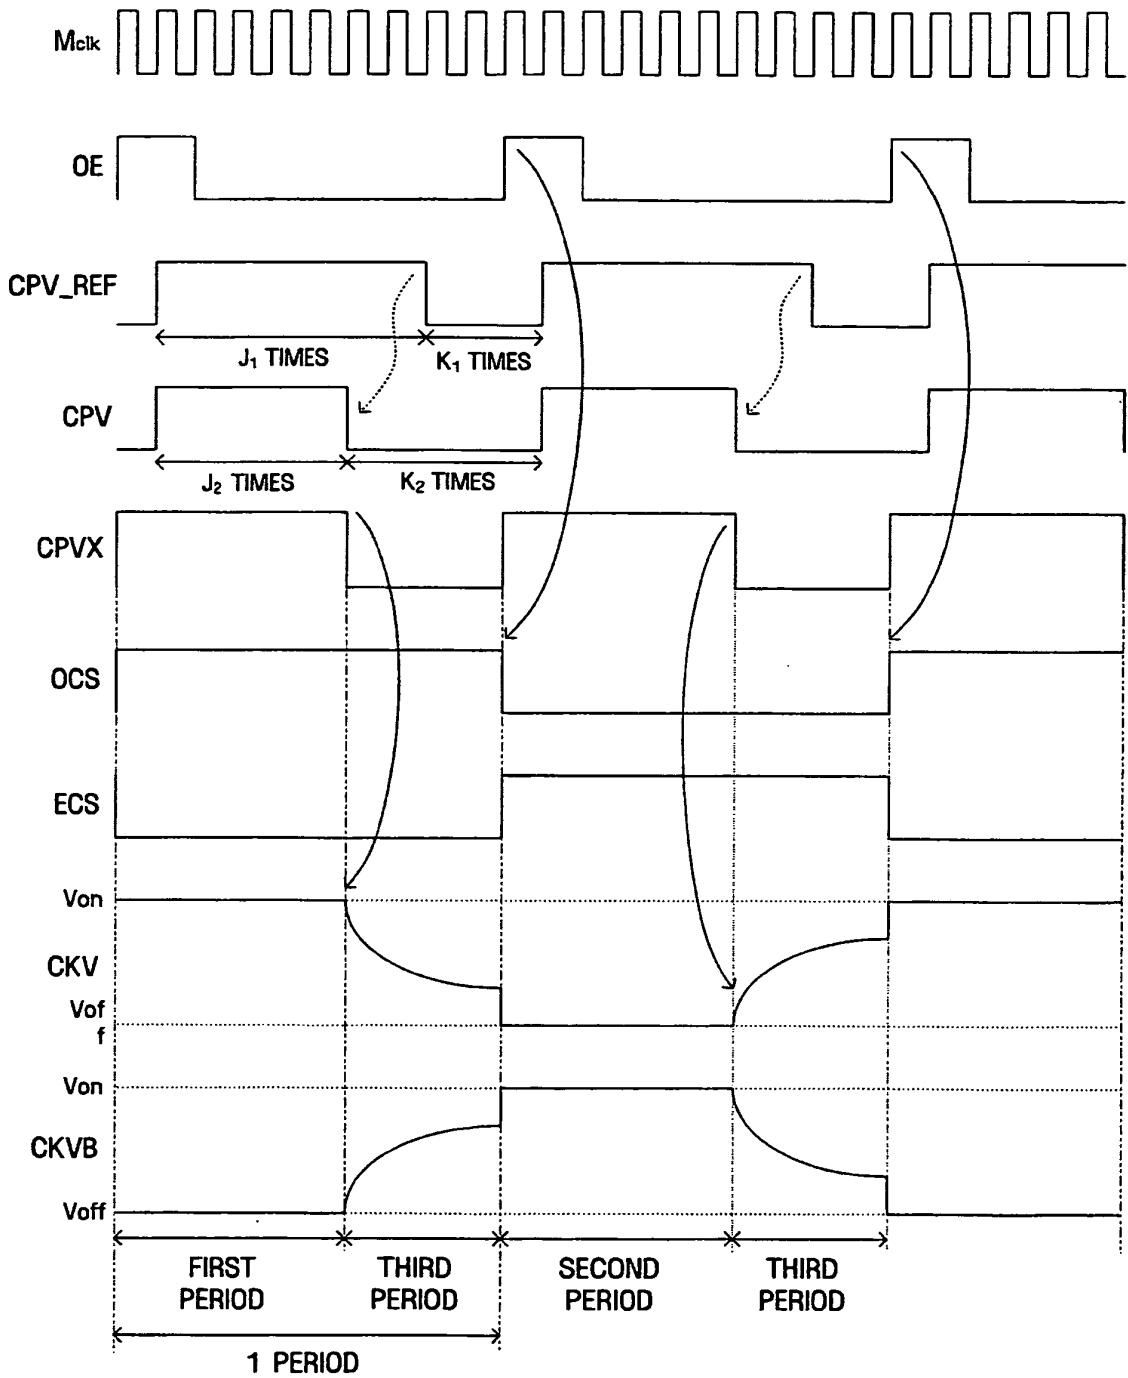 Mclk
OE
CPV_REF
J1 TIMES
K1 TIMES
CPV
J2 TIMES
K2 TIMES
CPVX
OCS
ECS
Von
CKV
Vof
f
Von
CKVB
Voff
FIRST
PERIOD
THIRD
PERIOD
SECOND
PERIOD
THIRD
PERIOD
1 PERIOD